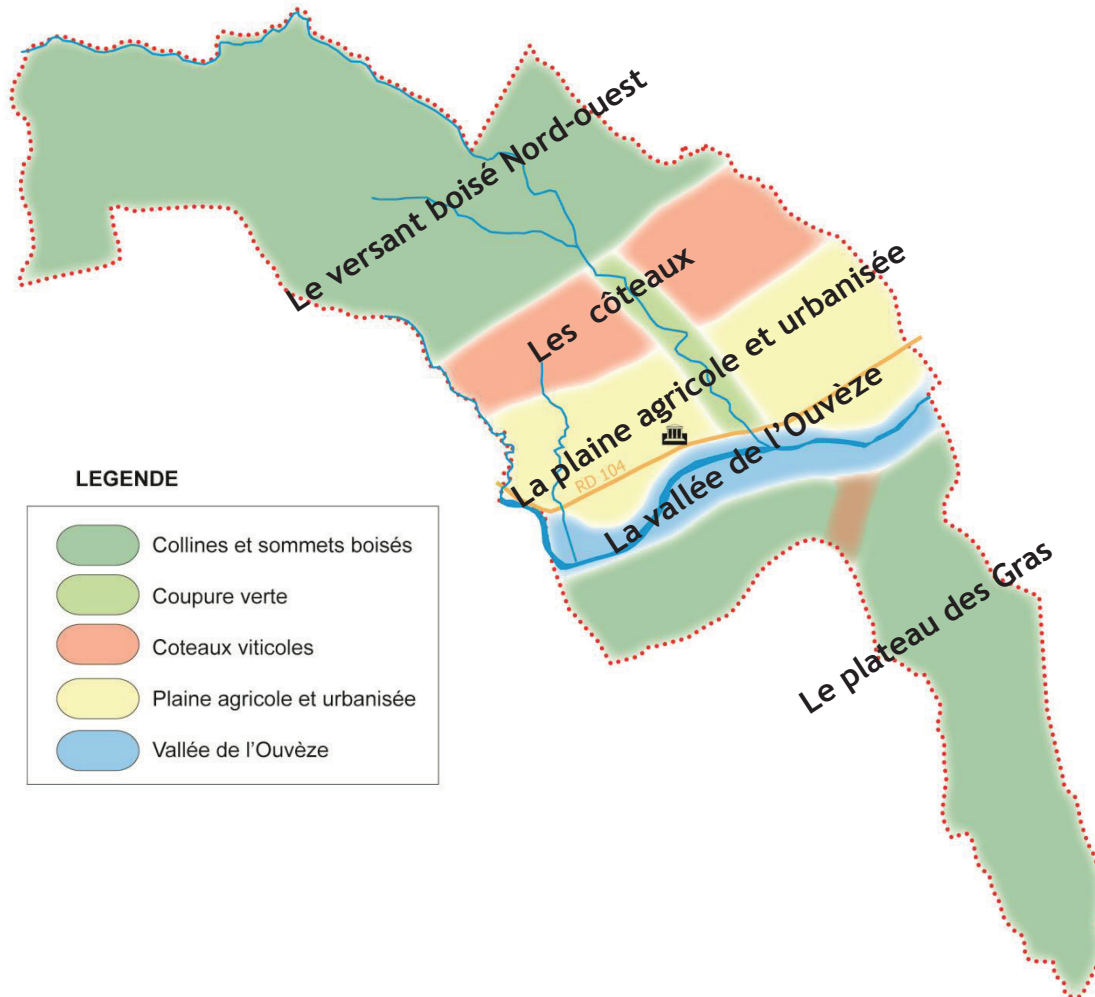 Le versant boisé Nord-ouest
Les côteaux
La plaine agricole et urbanisée
RD 104
La vallée de l'Ouvèze
Le plateau des Gras
LEGENDE
Collines et sommets boisés
Coupure verte
Coteaux viticoles
Plaine agricole et urbanisée
Vallée de l'Ouvèze